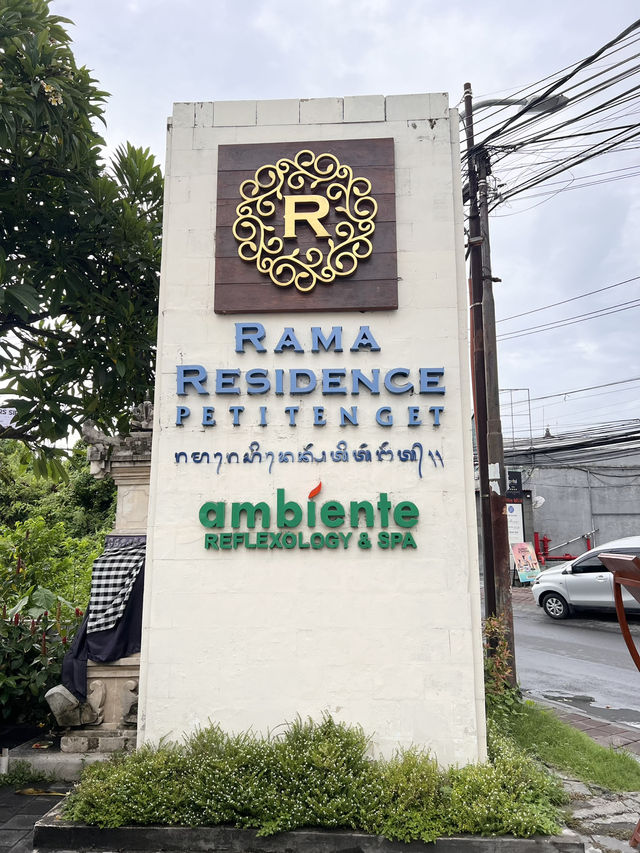 R
RAMA
RESIDENCE
PETITENGET
ambiente
REFLEXOLOGY & SPA